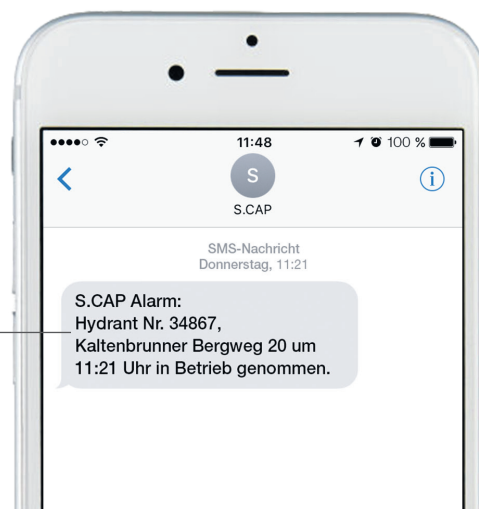 11:48
100 %
S
S.CAP
SMS-Nachricht
Donnerstag, 11:21
S.CAP Alarm:
Hydrant Nr. 34867,
Kaltenbrunner Bergweg 20 um
11:21 Uhr in Betrieb genommen.